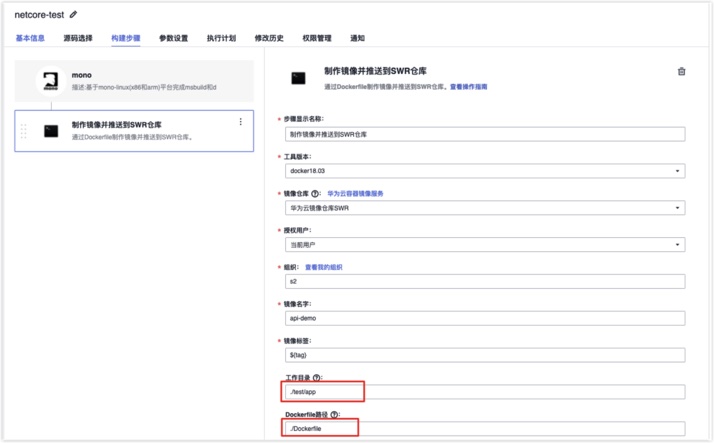 netcore-test
基本信息 源码选择 构建步骤 参数设置 执行计划 修改历史 权限管理 通知
mono
描述:基于mono-linux(x86和arm)平台完成msbuild和d
制作镜像并推送到SWR仓库
通过Dockerfile制作镜像并推送到SWR仓库。
制作镜像并推送到SWR仓库
通过Dockerfile制作镜像并推送到SWR仓库。查看操作指南
* 步骤显示名称:
制作镜像并推送到SWR仓库
* 工具版本:
docker18.03
* 镜像仓库 ?: 华为云容器镜像服务
华为云镜像仓库SWR
* 授权用户:
当前用户
* 组织: 查看我的组织
s2
* 镜像名字:
api-demo
* 镜像标签:
${tag}
工作目录 ?:
./test/app
Dockerfile路径 ?:
./Dockerfile